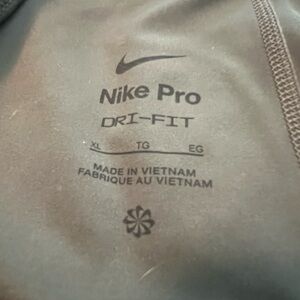 Nike Pro
DRI-FIT
XL TG EG
MADE IN VIETNAM
FABRIQUE AU VIETNAM